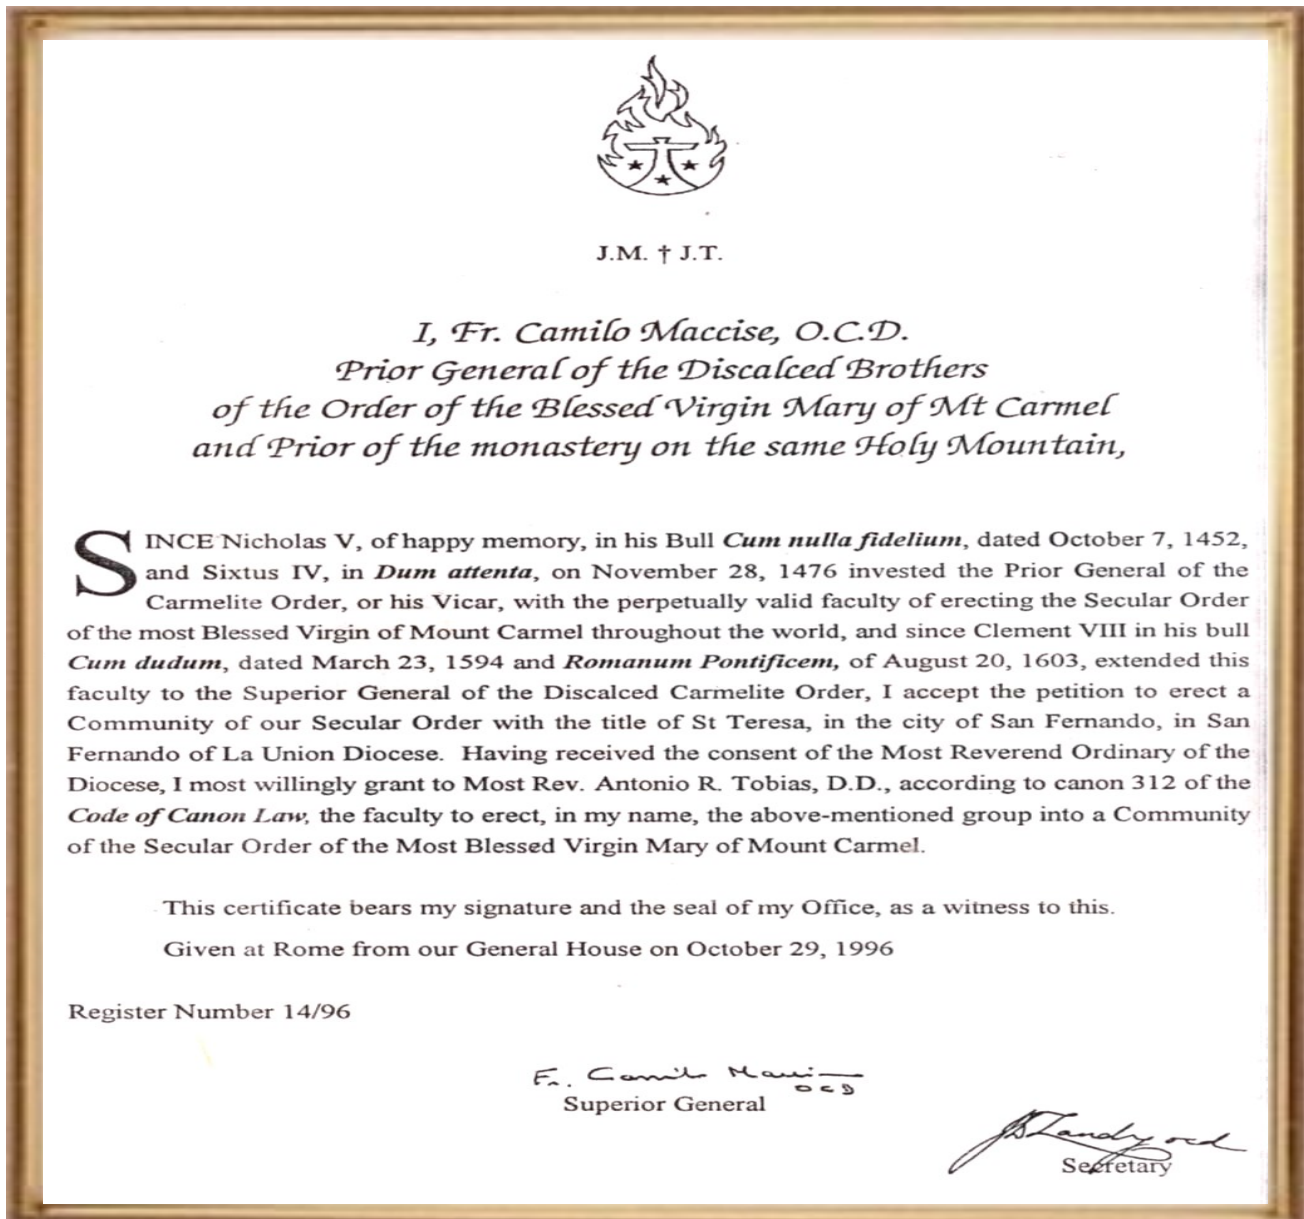 J.M. † J.T.
I, Fr. Camilo Maccise, O.C.D.
Prior General of the Discalced Brothers
of the Order of the Blessed Virgin Mary of Mt Carmel
and Prior of the monastery on the same Holy Mountain,
SINCE Nicholas V, of happy memory, in his Bull Cum nulla fidelium, dated October 7, 1452,
and Sixtus IV, in Dum attenta, on November 28, 1476 invested the Prior General of the
Carmelite Order, or his Vicar, with the perpetually valid faculty of erecting the Secular Order
of the most Blessed Virgin of Mount Carmel throughout the world, and since Clement VIII in his bull
Cum dudum, dated March 23, 1594 and Romanum Pontificem, of August 20, 1603, extended this
faculty to the Superior General of the Discalced Carmelite Order, I accept the petition to erect a
Community of our Secular Order with the title of St Teresa, in the city of San Fernando, in San
Fernando of La Union Diocese. Having received the consent of the Most Reverend Ordinary of the
Diocese, I most willingly grant to Most Rev. Antonio R. Tobias, D.D., according to canon 312 of the
Code of Canon Law, the faculty to erect, in my name, the above-mentioned group into a Community
of the Secular Order of the Most Blessed Virgin Mary of Mount Carmel.
This certificate bears my signature and the seal of my Office, as a witness to this.
Given at Rome from our General House on October 29, 1996
Register Number 14/96
Fr. Camilo Maccise
OCD
Superior General
ocd
Secretary